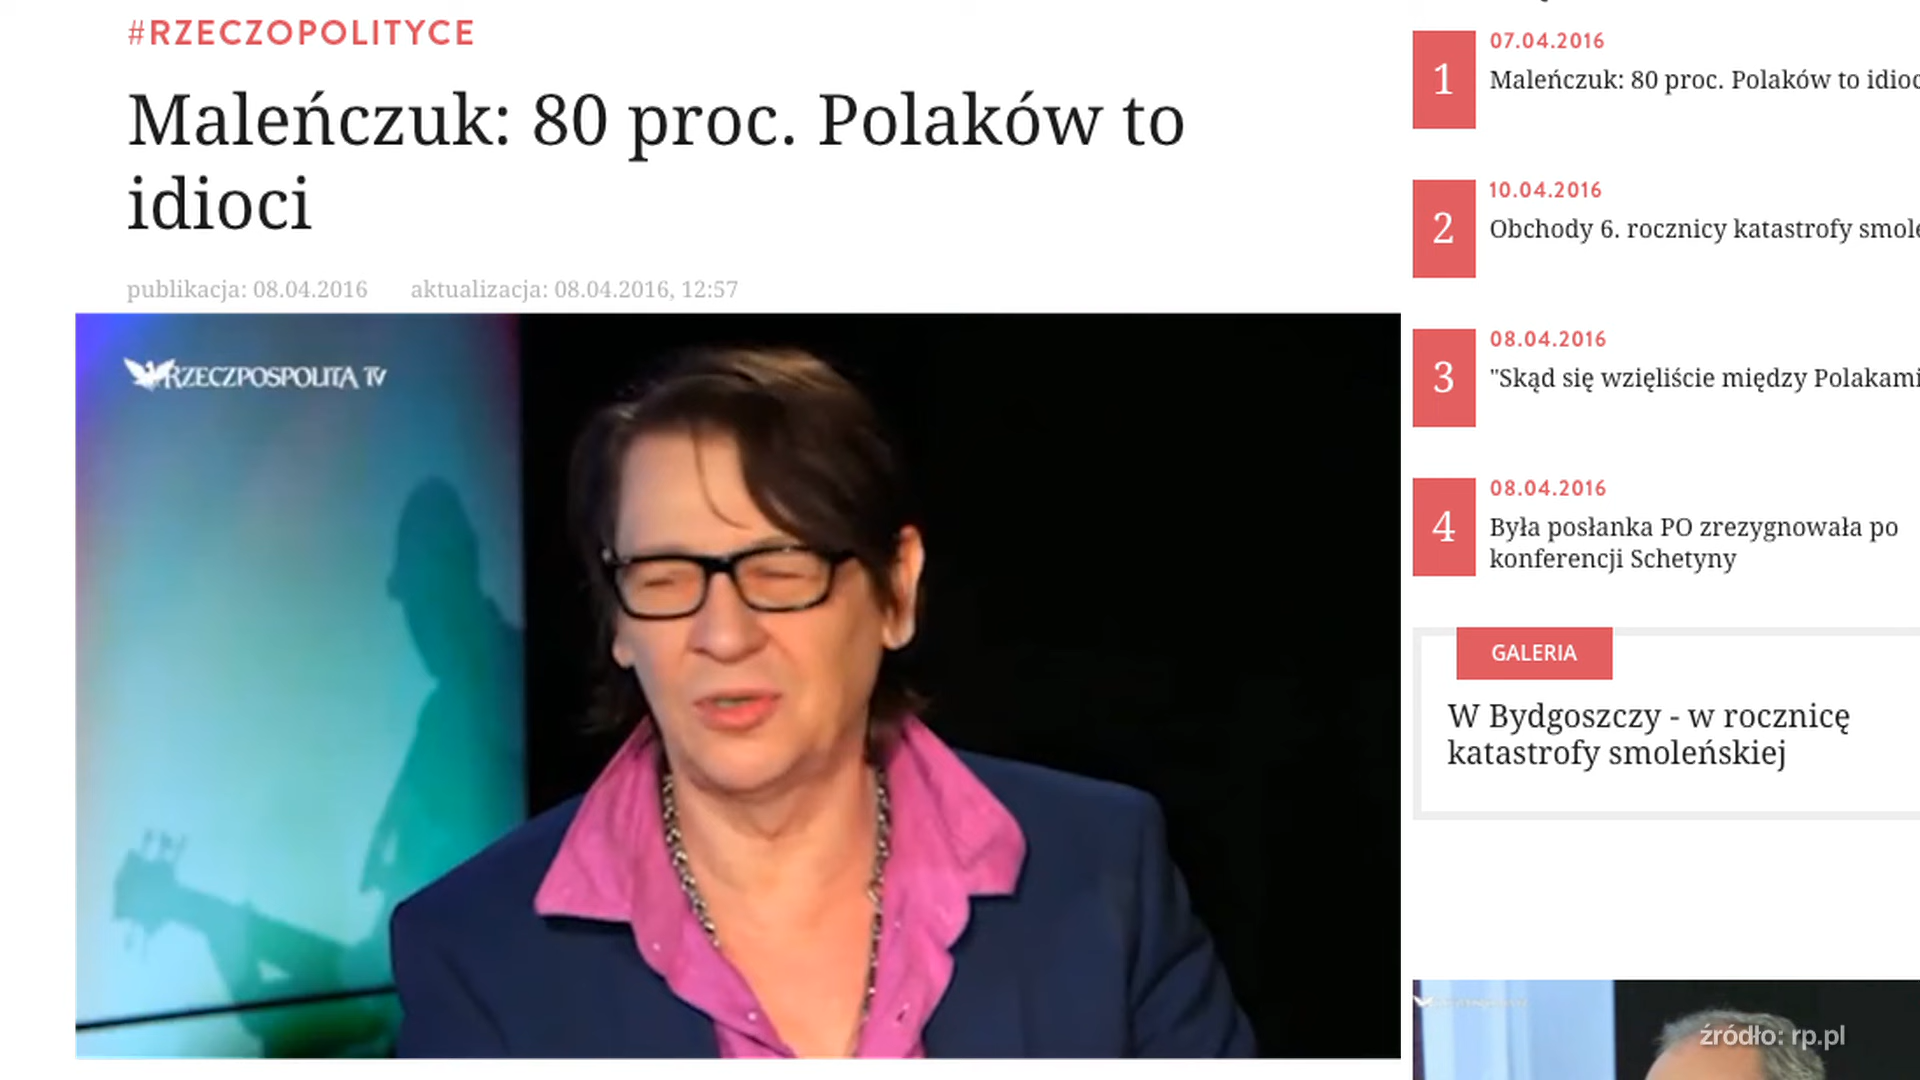 #RZECZOPOLITYCE
Maleńczuk: 80 proc. Polaków to
idioci
publikacja: 08.04.2016 aktualizacja: 08.04.2016, 12:57
RZECZPOSPOLITA TV
1
07.04.2016
Maleńczuk: 80 proc. Polaków to idioc
2
10.04.2016
Obchody 6. rocznicy katastrofy smole
3
08.04.2016
"Skąd się wzięliście między Polakami
4
08.04.2016
Była posłanka PO zrezygnowała po
konferencji Schetyny
GALERIA
W Bydgoszczy - w rocznicę
katastrofy smoleńskiej
źródło: rp.pl